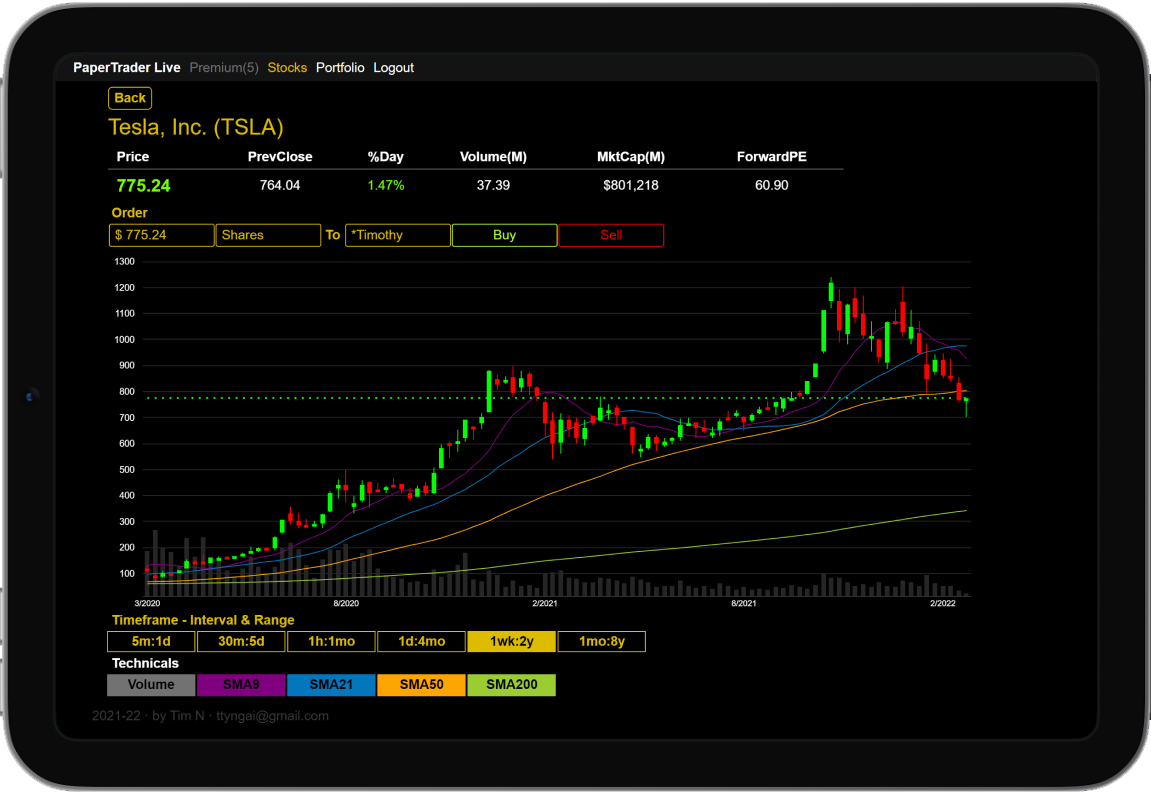 PaperTrader Live Premium(5) Stocks Portfolio Logout
Back
Tesla, Inc. (TSLA)
Price PrevClose %Day Volume(M) MktCap(M) ForwardPE
775.24 764.04 1.47% 37.39 $801,218 60.90
Order
$ 775.24 Shares To *Timothy Buy Sell
1300
1200
1100
1000
900
800
700
600
500
400
300
200
100
3/2020 8/2020 2/2021 8/2021 2/2022
Timeframe - Interval & Range
5m:1d 30m:5d 1h:1mo 1d:4mo 1wk:2y 1mo:8y
Technicals
Volume SMA9 SMA21 SMA50 SMA200
2021-22 · by Tim N · ttyngai@gmail.com